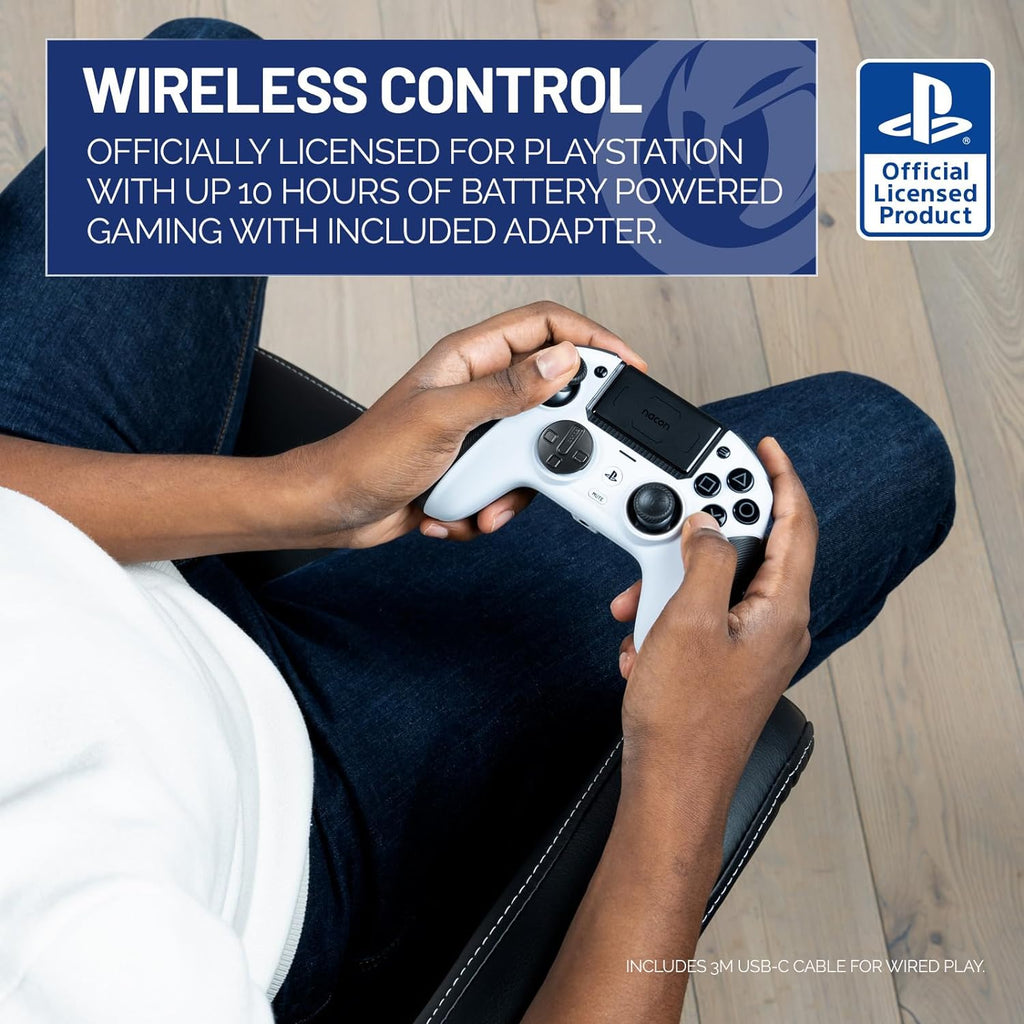 WIRELESS CONTROL
OFFICIALLY LICENSED FOR PLAYSTATION
WITH UP 10 HOURS OF BATTERY POWERED
GAMING WITH INCLUDED ADAPTER.
Official
Licensed
Product
nacon
MUTE
INCLUDES 3M USB-C CABLE FOR WIRED PLAY.